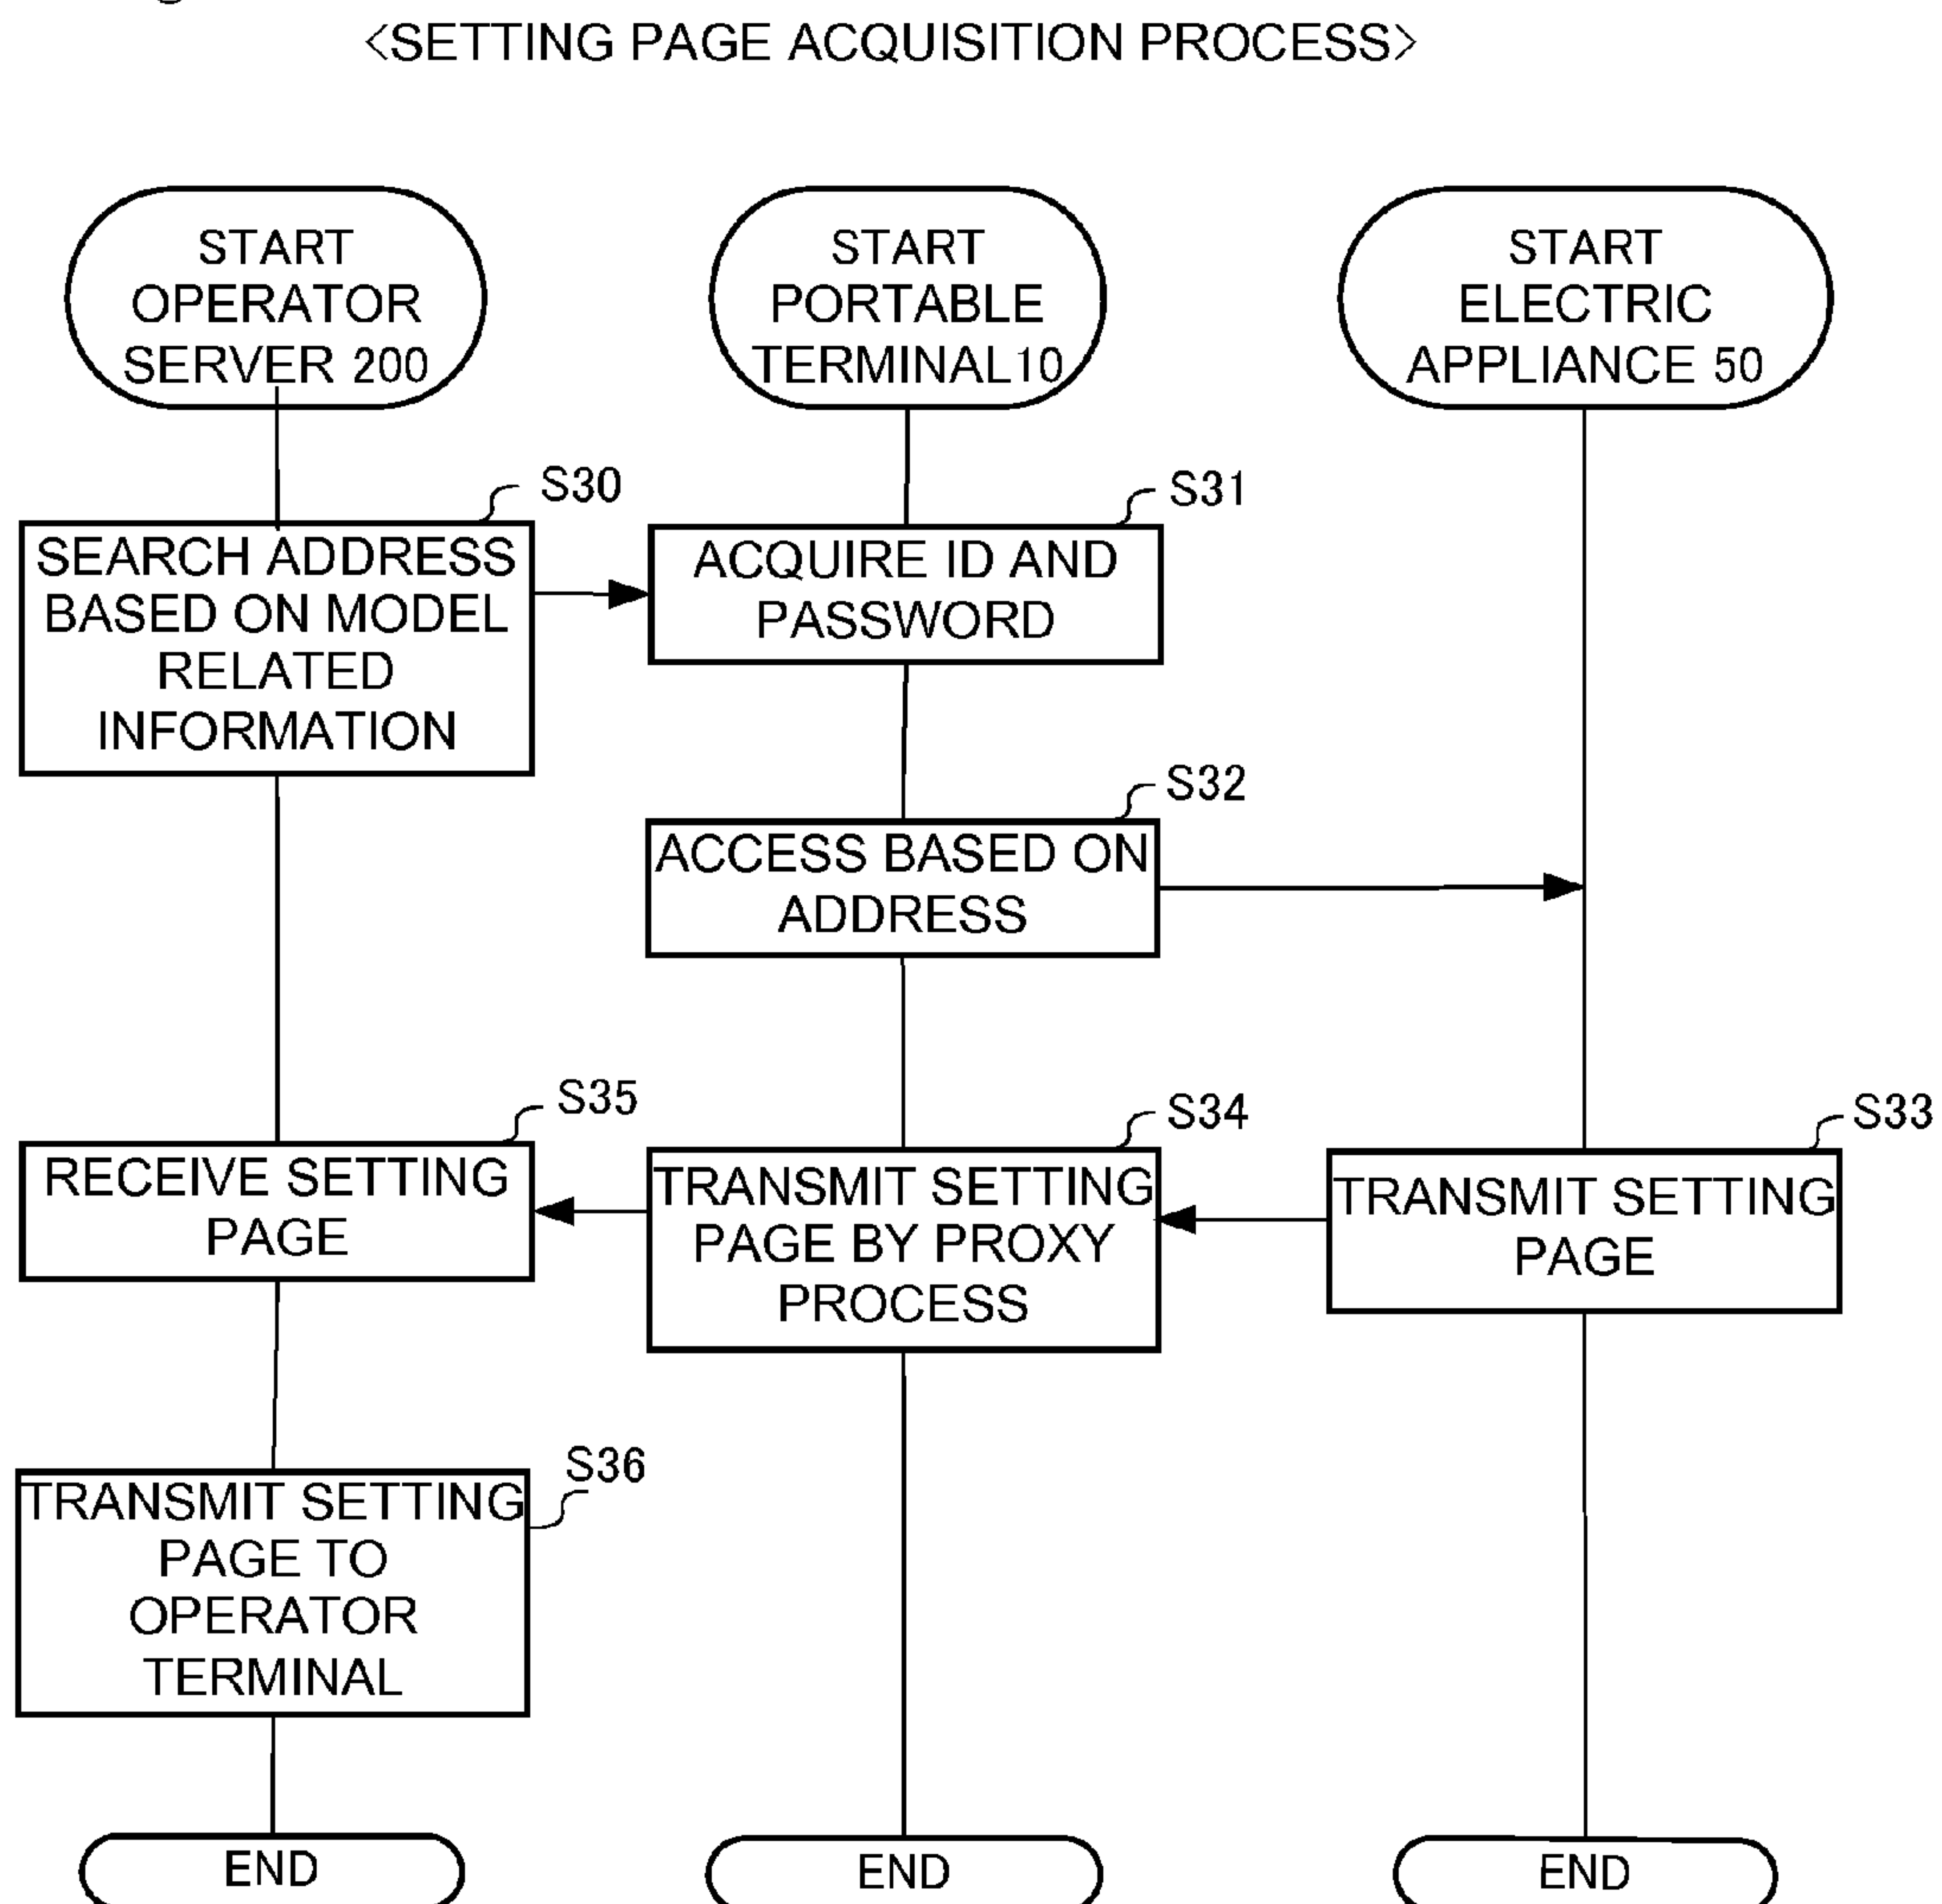 <SETTING PAGE ACQUISITION PROCESS>
START
OPERATOR
SERVER 200
START
PORTABLE
TERMINAL10
START
ELECTRIC
APPLIANCE 50
S30
SEARCH ADDRESS
BASED ON MODEL
RELATED
INFORMATION
S31
ACQUIRE ID AND
PASSWORD
S32
ACCESS BASED ON
ADDRESS
S35
RECEIVE SETTING
PAGE
S34
TRANSMIT SETTING
PAGE BY PROXY
PROCESS
S33
TRANSMIT SETTING
PAGE
S36
TRANSMIT SETTING
PAGE TO
OPERATOR
TERMINAL
END
END
END